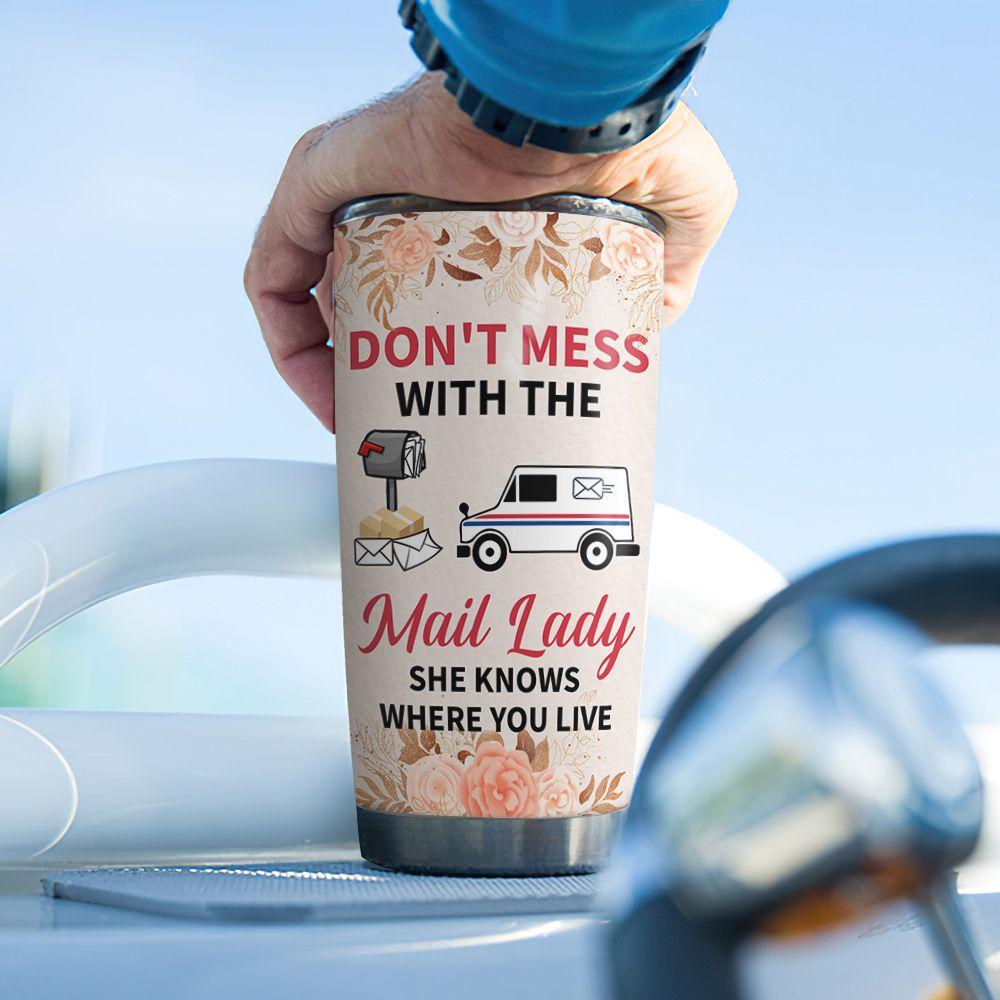 DON'T MESS
WITH THE
Mail Lady
SHE KNOWS
WHERE YOU LIVE